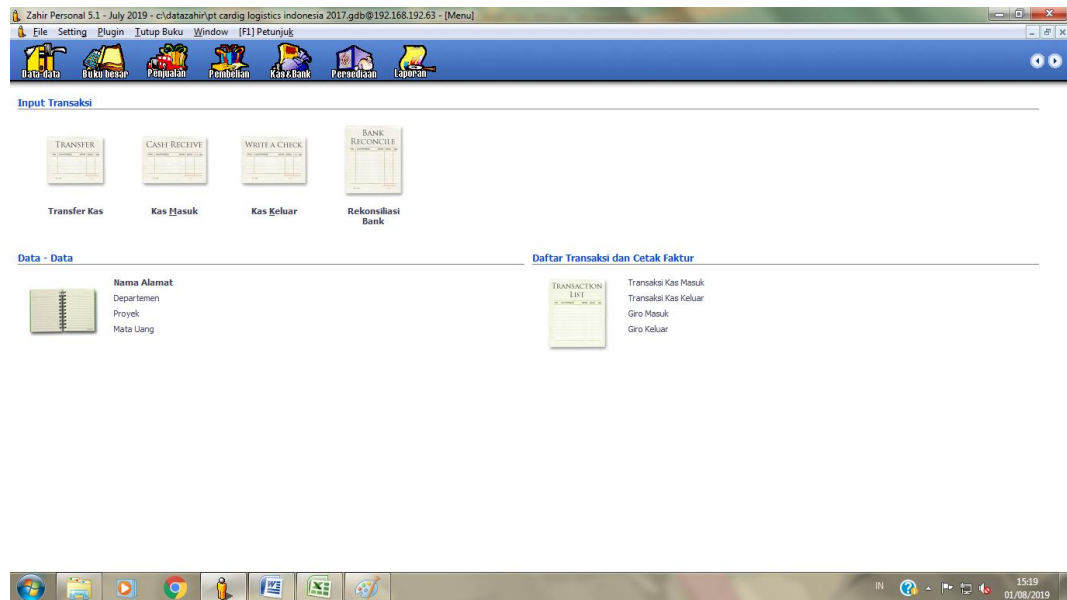 Zahir Personal 5.1 - July 2019 - c:\datazahir\pt cardig logistics indonesia 2017.gdb@192.168.192.63 - [Menu]
File Setting Plugin Tutup Buku Window [F1] Petunjuk
Data-data Buku besar Penjualan Pembelian Kas&Bank Persediaan Laporan
Input Transaksi
TRANSFER
CASH RECEIVE
WRITE A CHECK
BANK
RECONCILE
Transfer Kas
Kas Masuk
Kas Keluar
Rekonsiliasi
Bank
Data - Data
Nama Alamat
Departemen
Proyek
Mata Uang
Daftar Transaksi dan Cetak Faktur
TRANSACTION
LIST
Transaksi Kas Masuk
Transaksi Kas Keluar
Giro Masuk
Giro Keluar
IN
15:19
01/08/2019